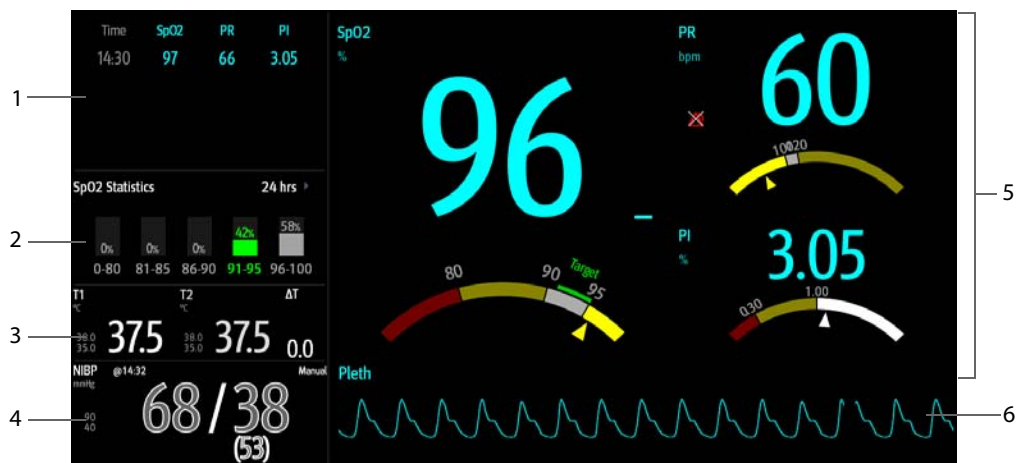 Time SpO2 PR PI
14:30 97 66 3.05
1
SpO2 Statistics 24 hrs
2
0% 0% 0% 42% 58%
0-80 81-85 86-90 91-95 96-100
T1 T2 ΔT
°C °C
3
38.0 37.5 38.0 37.5 0.0
35.0 35.0
NIBP @14:32 Manual
mmHg
4
90 68/38
40 (53)
SpO2
%
96
80 90 Target 95
PR
bpm
60
100 120
PI
%
3.05
0.30 1.00
5
Pleth
6